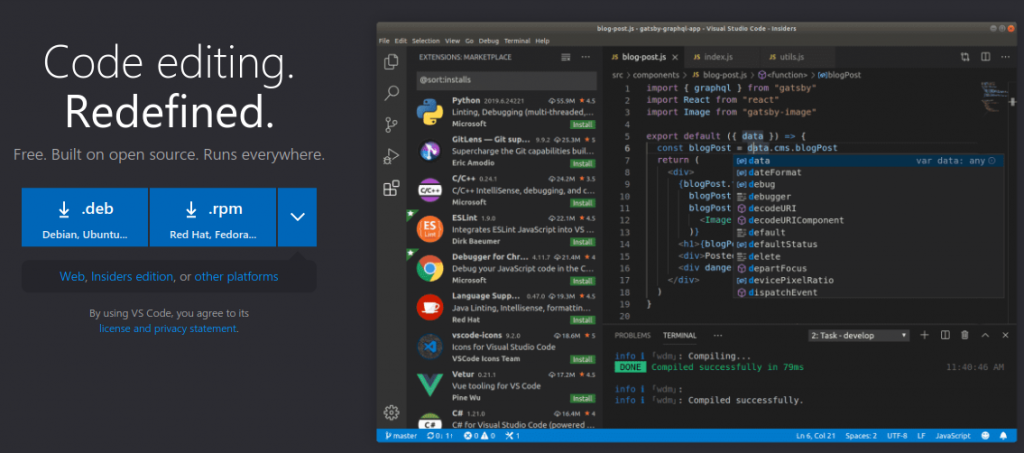 Code editing.
Redefined.
Free. Built on open source. Runs everywhere.
.deb
Debian, Ubuntu...
.rpm
Red Hat, Fedora...
Web, Insiders edition, or other platforms
By using VS Code, you agree to its
license and privacy statement.
blog-post.js - gatsby-graphql-app - Visual Studio Code - Insiders
File Edit Selection View Go Debug Terminal Help
EXTENSIONS: MARKETPLACE
@sort:installs
Python 2019.6.24221 55.9M 4.5
Linting, Debugging (multi-threaded,...
Microsoft Install
GitLens — Git sup... 9.9.2 25.3M 5
Supercharge the Git capabilities buil...
Eric Amodio Install
C/C++ 0.24.1 24.2M 3.5
C/C++ IntelliSense, debugging, and c...
Microsoft Install
ESLint 1.9.0 22.1M 4.5
Integrates ESLint JavaScript into VS ...
Dirk Baeumer Install
Debugger for Chr... 4.11.7 21.4M 4
Debug your JavaScript code in the C...
Microsoft Install
Language Supp... 0.47.0 19.3M 4.5
Java Linting, Intellisense, formattin...
Red Hat Install
vscode-icons 9.2.0 18.6M 5
Icons for Visual Studio Code
VSCode Icons Team Install
Vetur 0.21.1 17.2M 4.5
Vue tooling for VS Code
Pine Wu Install
C# 1.21.0 16.4M 4
C# for Visual Studio Code (powered ...
JS blog-post.js JS index.js JS utils.js
src > components > JS blog-post.js > <function> > blogPost
1 import { graphql } from "gatsby"
2 import React from "react"
3 import Image from "gatsby-image"
4
5 export default ({ data }) => {
6 const blogPost = data.cms.blogPost
7 return (
8 <div>
9 {blogPost.
10 blogPost
11 blogPost
12 <Image
13 )}
14 <h1>{blogPo
15 <div>Poste
16 <div dange
17 </div>
18 )
19 }
20
data var data: any
dateFormat
debug
debugger
decodeURI
decodeURIComponent
default
defaultStatus
delete
departFocus
devicePixelRatio
dispatchEvent
PROBLEMS TERMINAL ... 2: Task - develop
info ℹ ｢wdm｣: Compiling...
DONE Compiled successfully in 79ms 11:40:46 AM
info ℹ ｢wdm｣:
info ℹ ｢wdm｣: Compiled successfully.
master 0↓ 1↑ 0 0 1 Ln 6, Col 21 Spaces: 2 UTF-8 LF JavaScript